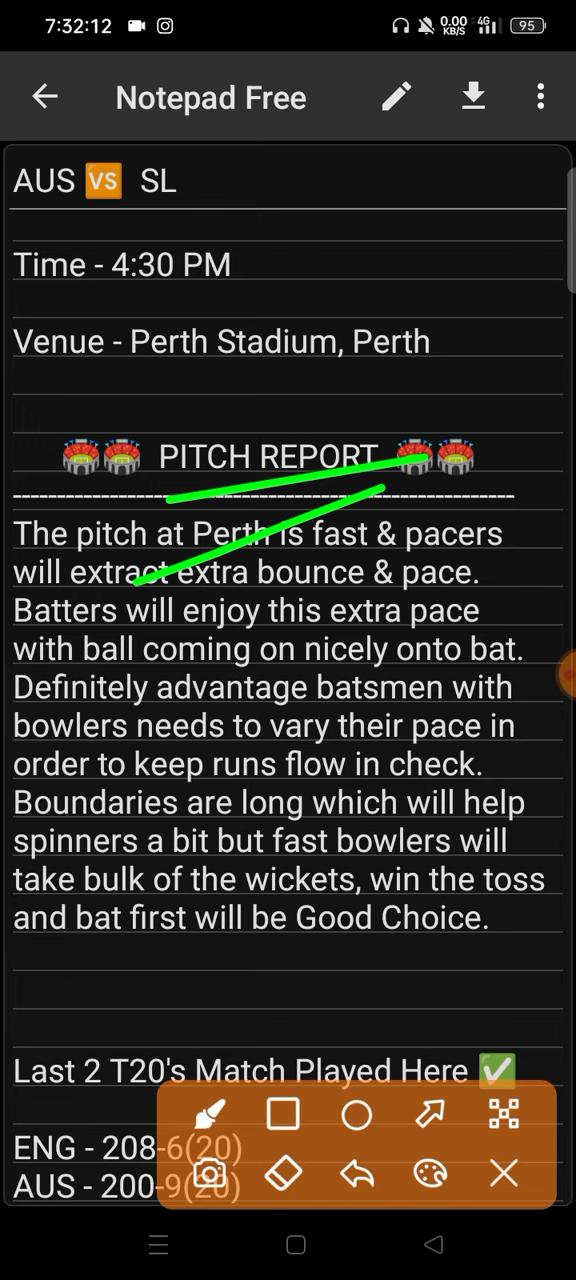 7:32:12 0.00 KB/S 4G 95
Notepad Free
AUS VS SL
Time - 4:30 PM
Venue - Perth Stadium, Perth
PITCH REPORT
--------------------------------------------------------
The pitch at Perth is fast & pacers
will extract extra bounce & pace.
Batters will enjoy this extra pace
with ball coming on nicely onto bat.
Definitely advantage batsmen with
bowlers needs to vary their pace in
order to keep runs flow in check.
Boundaries are long which will help
spinners a bit but fast bowlers will
take bulk of the wickets, win the toss
and bat first will be Good Choice.
Last 2 T20's Match Played Here
ENG - 208-6(20)
AUS - 200-9(20)